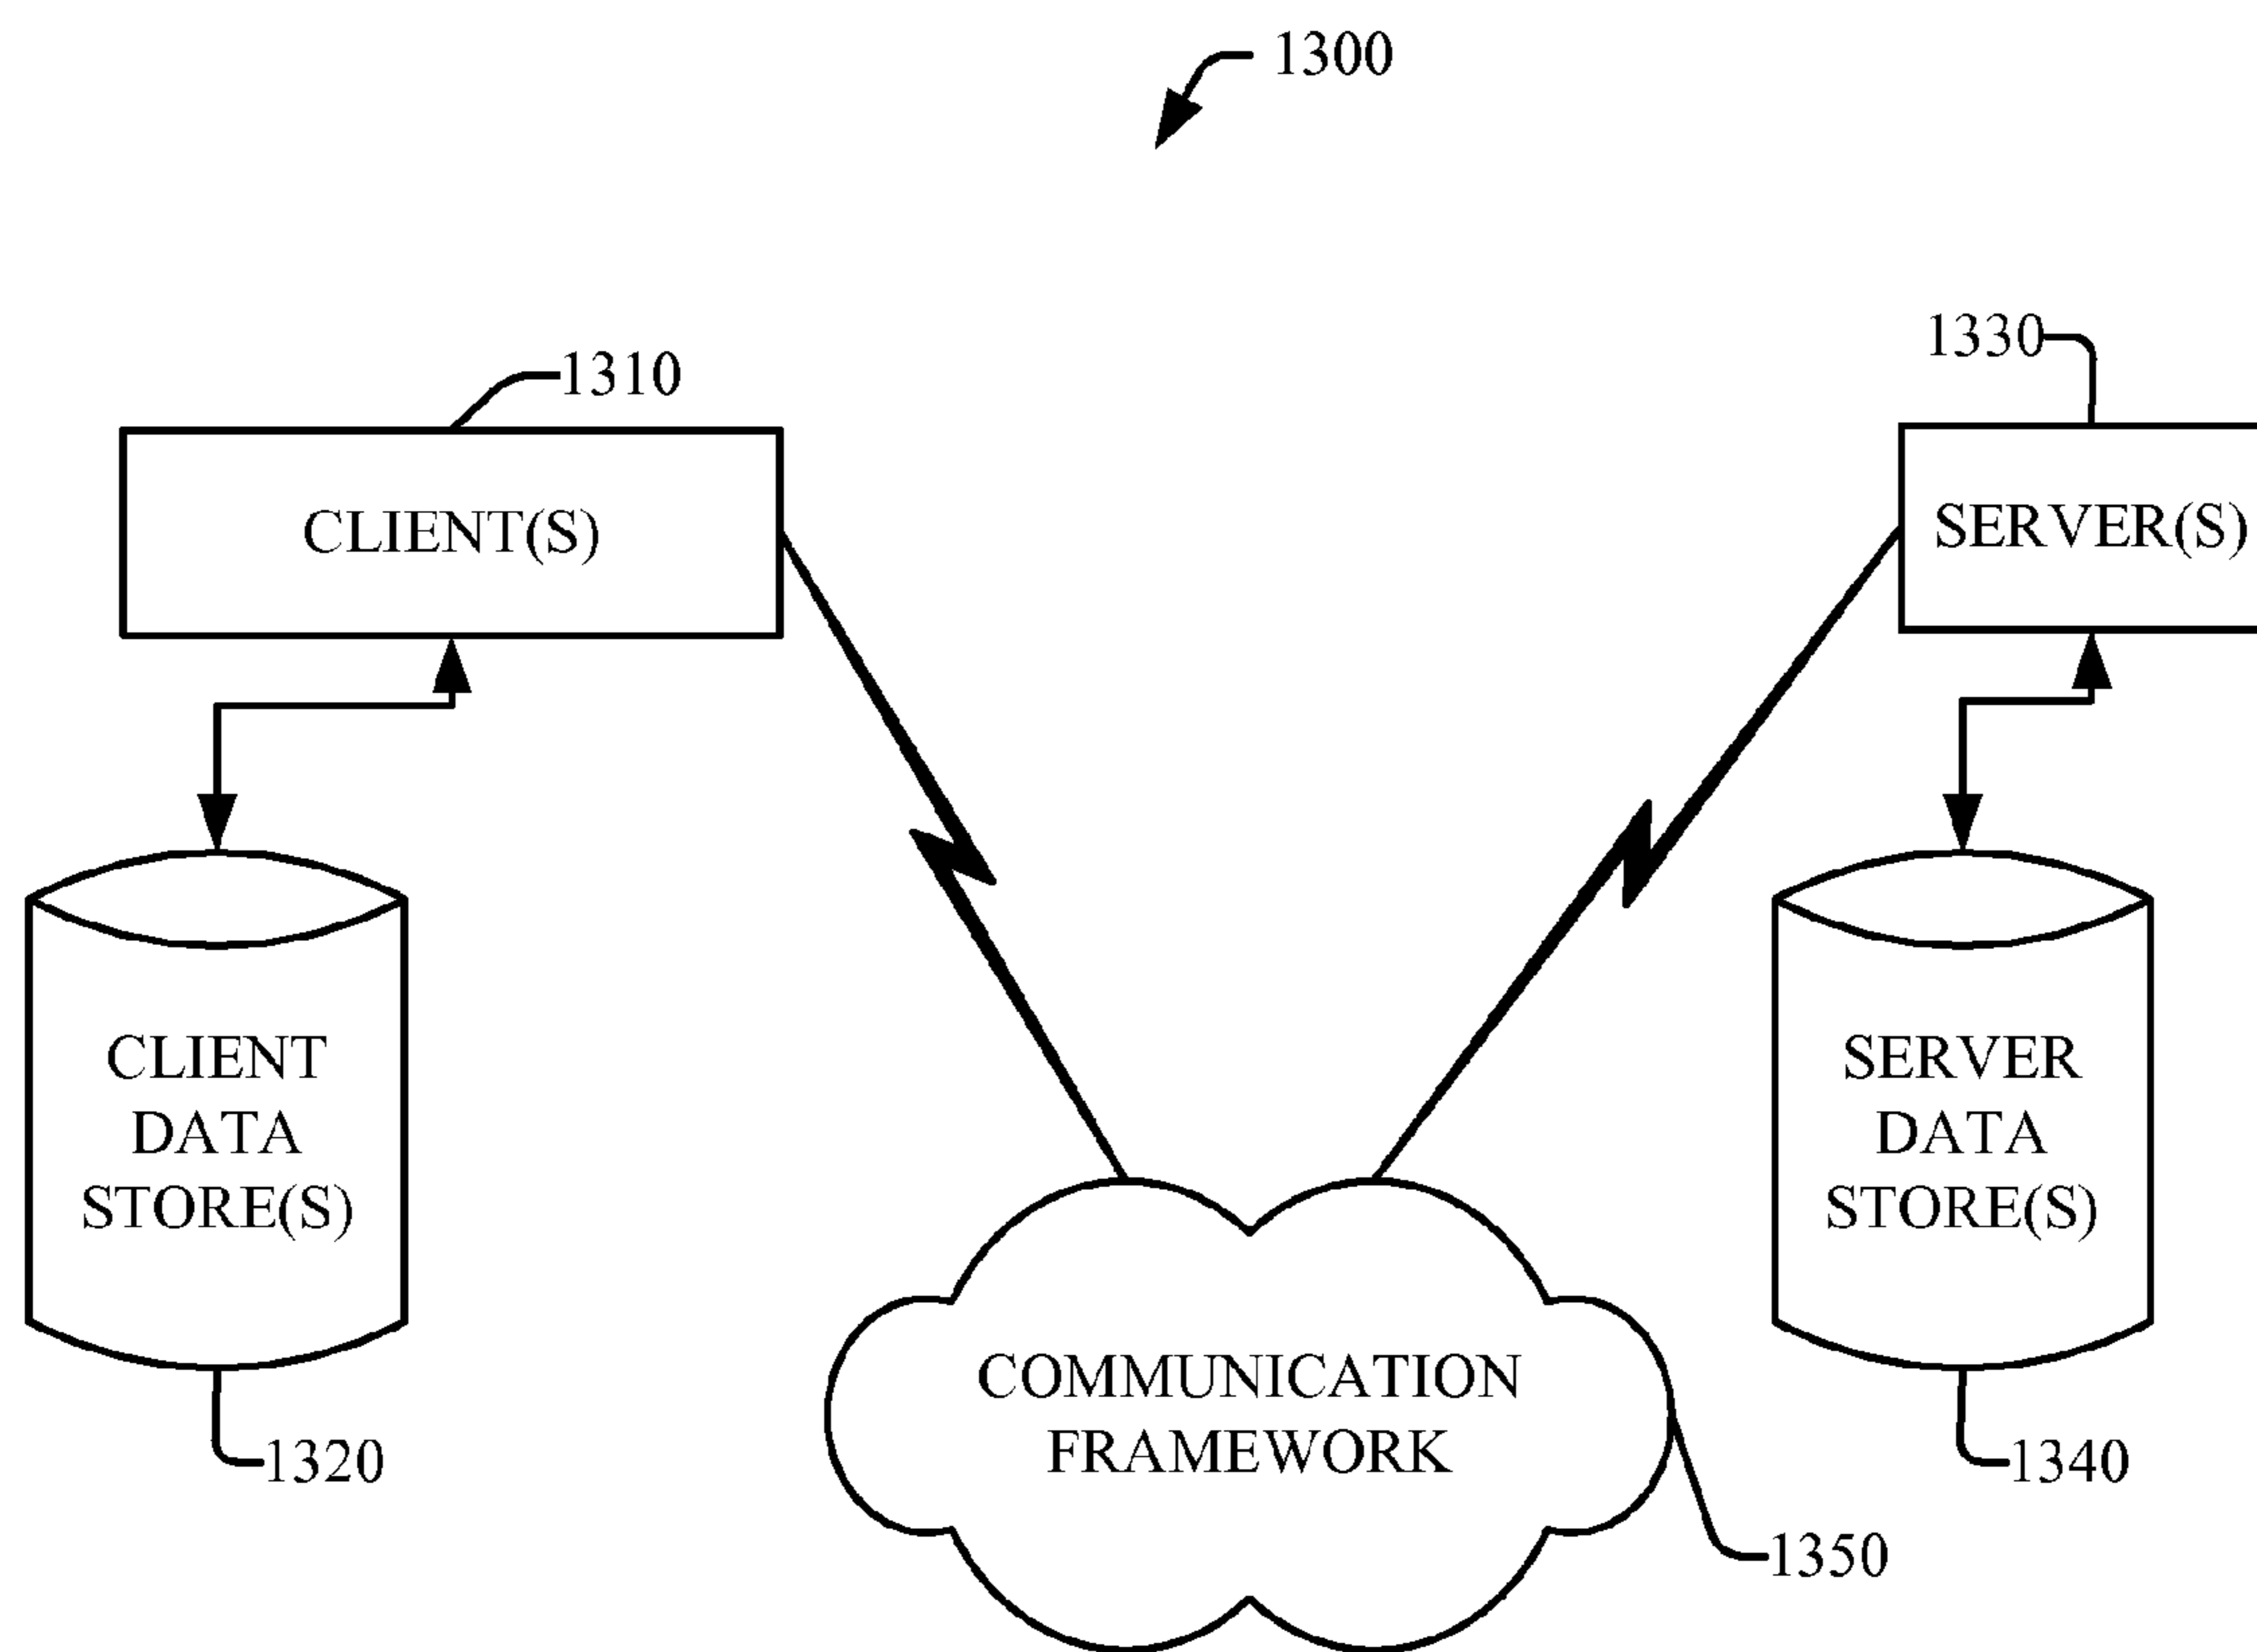 1300
1310
1330
CLIENT(S)
SERVER(S)
CLIENT
DATA
STORE(S)
SERVER
DATA
STORE(S)
COMMUNICATION
FRAMEWORK
1320
1340
1350